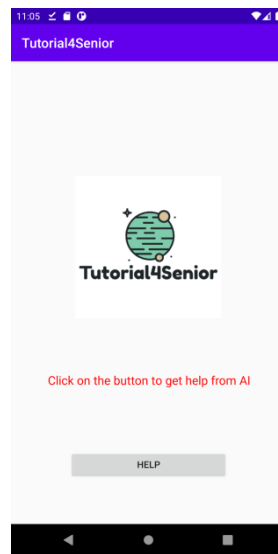 11:05
Tutorial4Senior
Tutorial4Senior
Click on the button to get help from AI
HELP